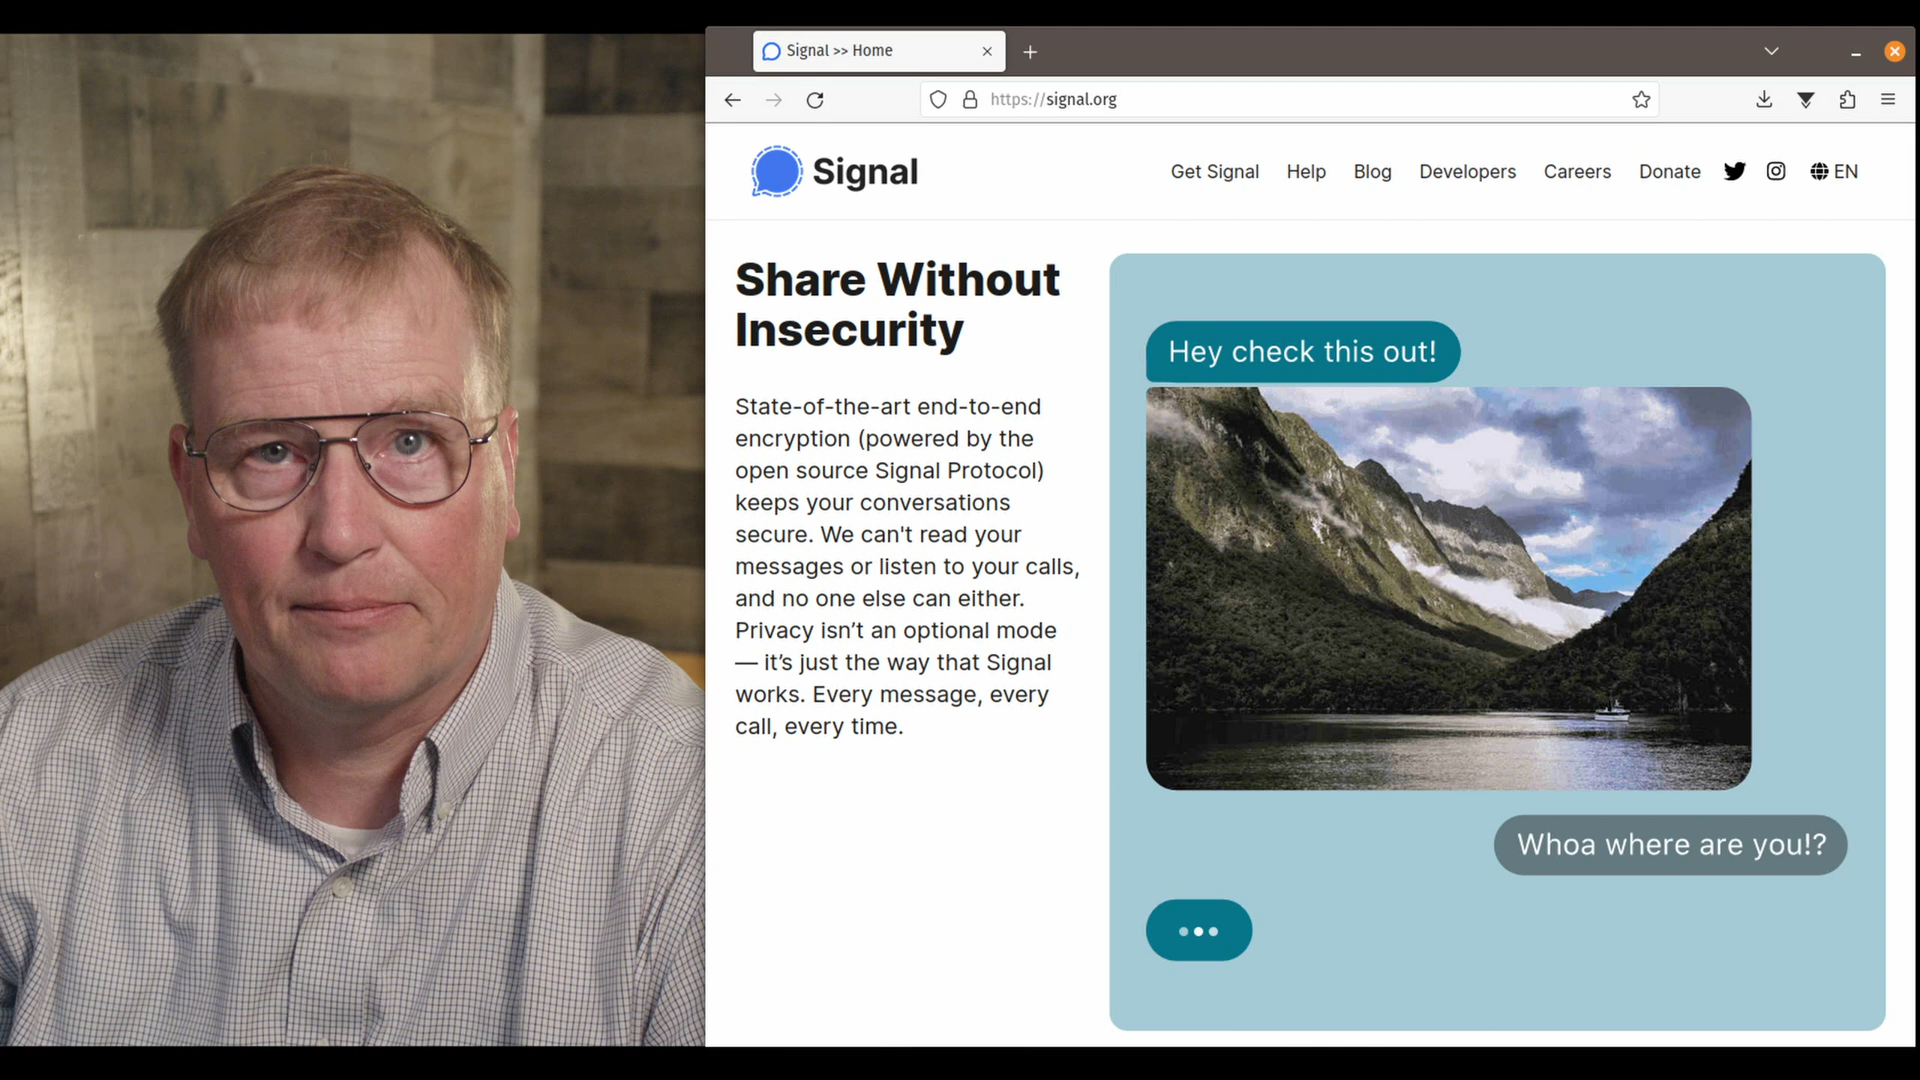 Signal >> Home
https://signal.org
Signal
Get Signal Help Blog Developers Careers Donate EN
Share Without
Insecurity
State-of-the-art end-to-end
encryption (powered by the
open source Signal Protocol)
keeps your conversations
secure. We can't read your
messages or listen to your calls,
and no one else can either.
Privacy isn’t an optional mode
— it’s just the way that Signal
works. Every message, every
call, every time.
Hey check this out!
Whoa where are you!?